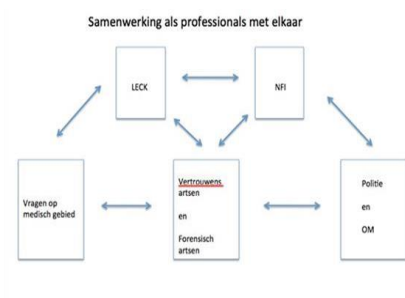 Samenwerking als professionals met elkaar
LECK
NFI
Vragen op
medisch gebied
Vertrouwens
artsen
en
Forensisch
artsen
Politie
en
OM